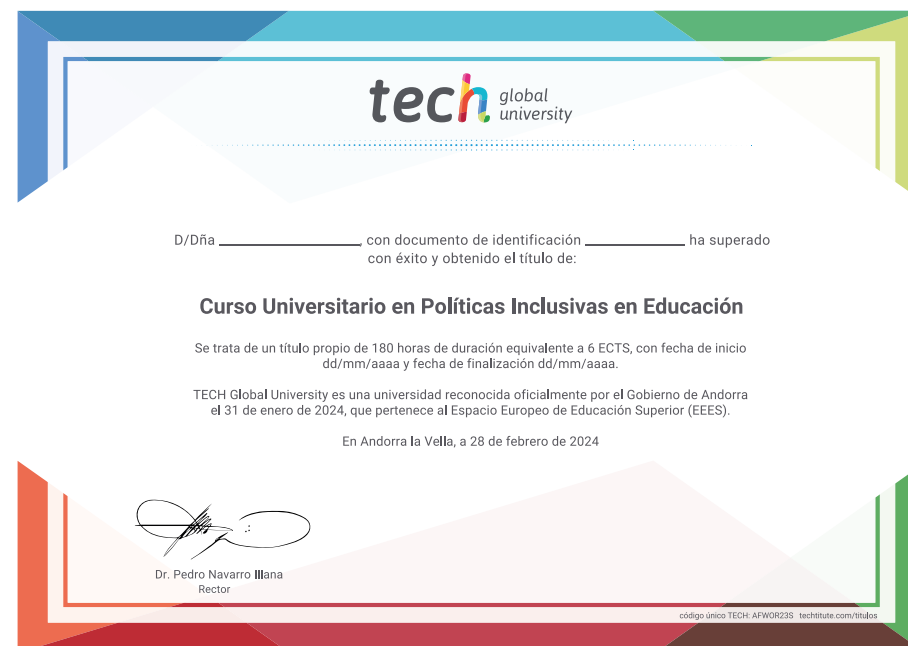 tech global university
D/Dña ______________, con documento de identificación ______________ ha superado
con éxito y obtenido el título de:
Curso Universitario en Políticas Inclusivas en Educación
Se trata de un título propio de 180 horas de duración equivalente a 6 ECTS, con fecha de inicio
dd/mm/aaaa y fecha de finalización dd/mm/aaaa.
TECH Global University es una universidad reconocida oficialmente por el Gobierno de Andorra
el 31 de enero de 2024, que pertenece al Espacio Europeo de Educación Superior (EEES).
En Andorra la Vella, a 28 de febrero de 2024
Dr. Pedro Navarro Illana
Rector
código único TECH: AFWOR23S techtitute.com/titulos